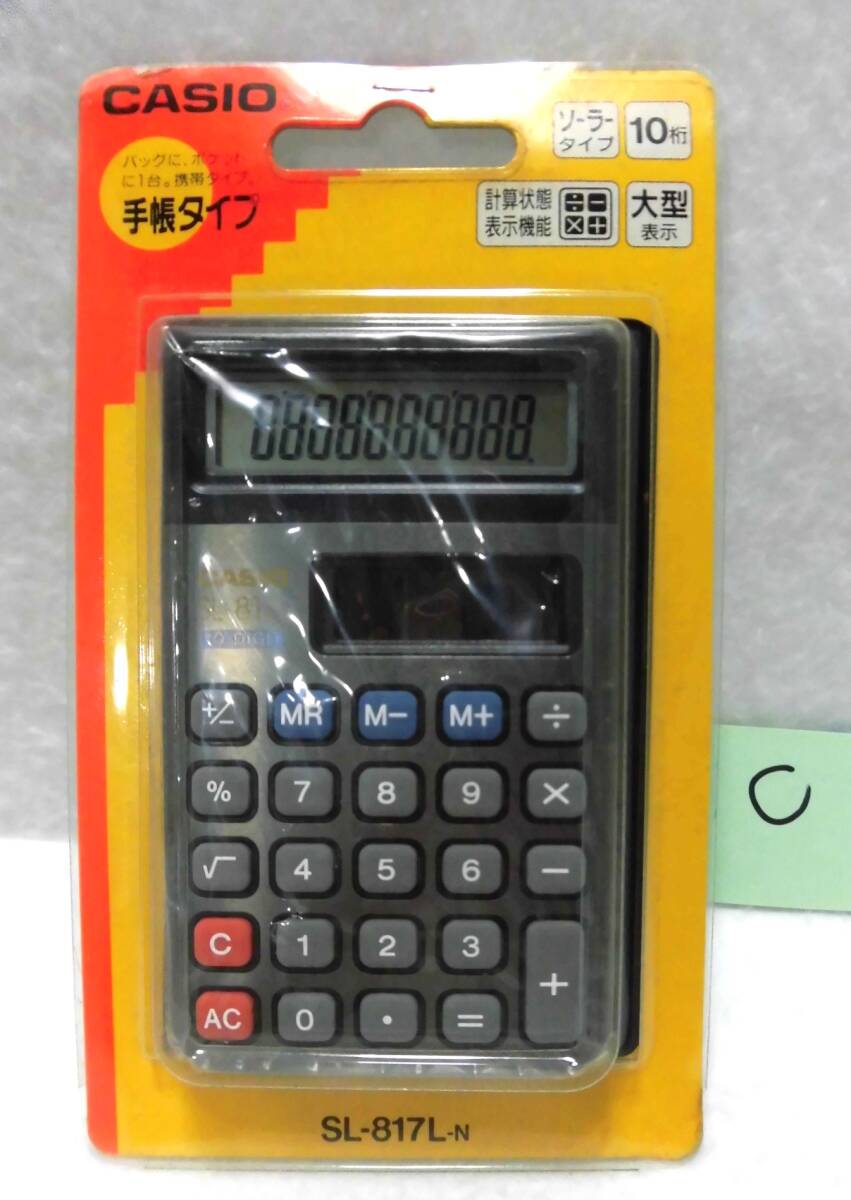 CASIO
バッグに、ポケット
に1台。携帯タイプ。
手帳タイプ
ソーラー
タイプ
10桁
計算状態
表示機能
÷ −
× +
大型
表示
8808888888.
CASIO
+/− MR M− M+ ÷
% 7 8 9 ×
√ 4 5 6 −
C 1 2 3
+
AC 0 • =
SL-817L-N
C